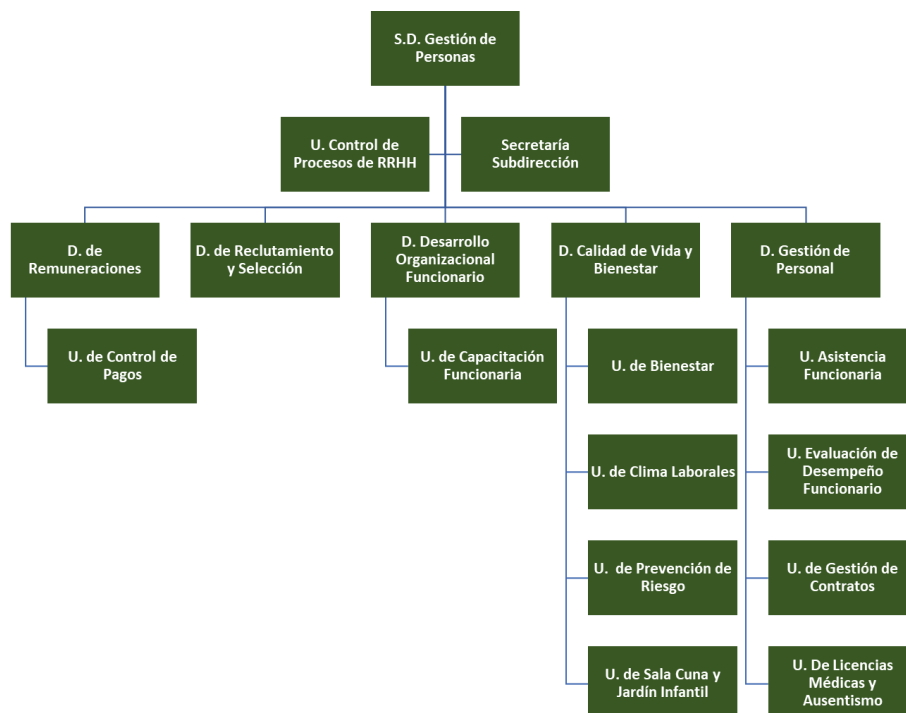 S.D. Gestión de
Personas
U. Control de
Procesos de RRHH
Secretaría
Subdirección
D. de
Remuneraciones
D. de Reclutamiento
y Selección
D. Desarrollo
Organizacional
Funcionario
D. Calidad de Vida y
Bienestar
D. Gestión de
Personal
U. de Control de
Pagos
U. de Capacitación
Funcionaria
U. de Bienestar
U. Asistencia
Funcionaria
U. de Clima Laborales
U. Evaluación de
Desempeño
Funcionario
U.  de Prevención de
Riesgo
U. de Gestión de
Contratos
U. de Sala Cuna y
Jardín Infantil
U. De Licencias
Médicas y
Ausentismo